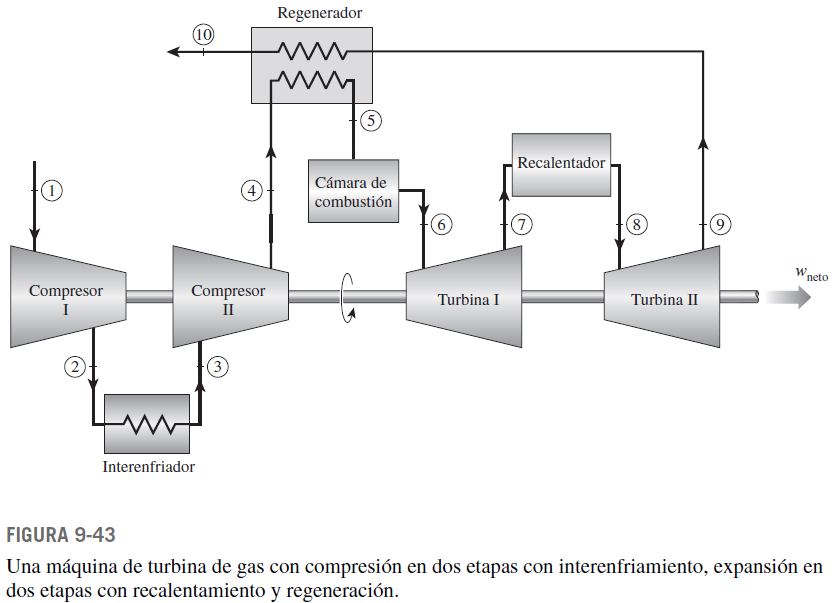 Regenerador
10
5
1
4
Cámara de
combustión
6
Recalentador
7
8
9
Compresor
I
Compresor
II
Turbina I
Turbina II
wneto
2
3
Interenfriador
FIGURA 9-43
Una máquina de turbina de gas con compresión en dos etapas con interenfriamiento, expansión en
dos etapas con recalentamiento y regeneración.